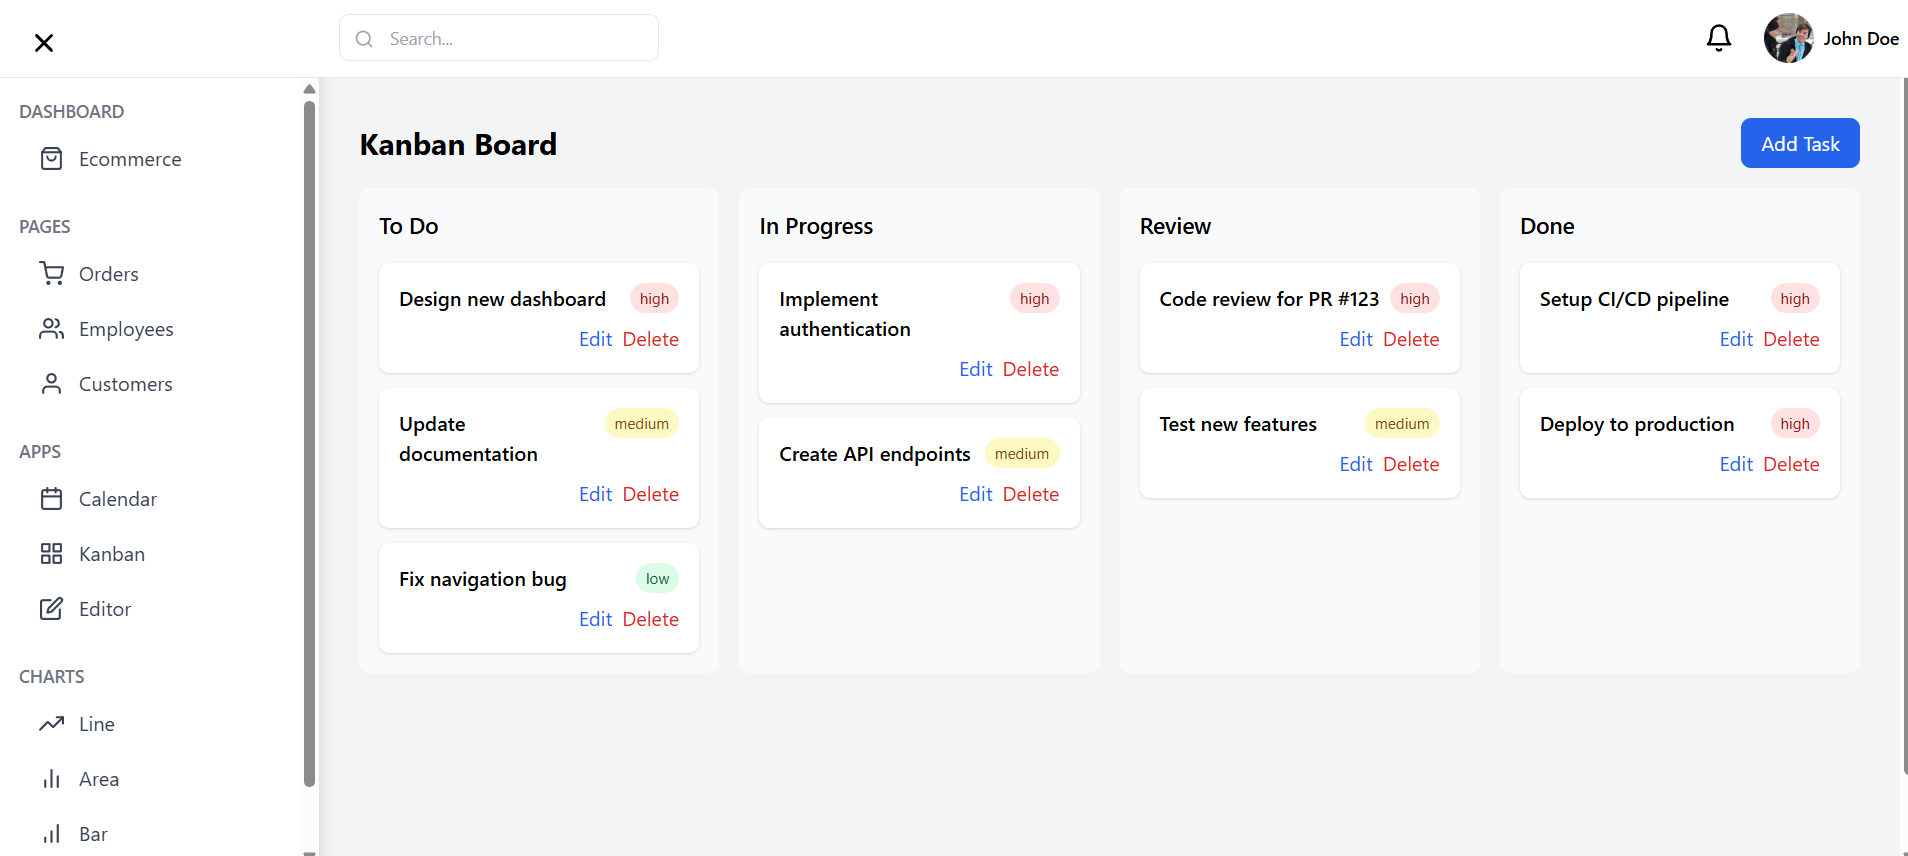 Search...
John Doe
DASHBOARD
Ecommerce
PAGES
Orders
Employees
Customers
APPS
Calendar
Kanban
Editor
CHARTS
Line
Area
Bar
Kanban Board
Add Task
To Do
Design new dashboard high
Edit Delete
Update medium
documentation
Edit Delete
Fix navigation bug low
Edit Delete
In Progress
Implement high
authentication
Edit Delete
Create API endpoints medium
Edit Delete
Review
Code review for PR #123 high
Edit Delete
Test new features medium
Edit Delete
Done
Setup CI/CD pipeline high
Edit Delete
Deploy to production high
Edit Delete